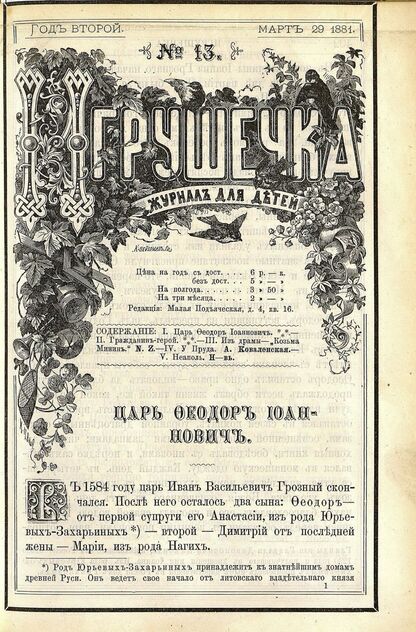 Годъ второй.
Мартъ 29 1881.
№ 13.
Игрушечка
журналъ для дѣтей
Цѣна на годъ съ дост. . . . . 6 р. — к.
безъ дост. . . . . 5 » — »
На полгода. . . . . . 3 » 50 »
На три мѣсяца. . . . . 2 » — »
Редакція: Малая Подъяческая, д. 4, кв. 16.
СОДЕРЖАНІЕ: I. Царь Ѳеодоръ Іоанновичъ. *₊*.—
II. Гражданинъ-герой. *₊*.—III. Изъ драмы—„Козьма
Мининъ.“ N. Z.—IV. У Пруда. А. Коваленская.—
V. Неаполь. Н—въ.
ЦАРЬ ѲЕОДОРЪ ІОАН-
НОВИЧЪ.
ВЪ 1584 году царь Иванъ Васильевичъ Грозный скон-
чался. Послѣ него осталось два сына: Ѳеодоръ—
отъ первой супруги его Анастасіи, изъ рода Юрье-
выхъ-Захарьиныхъ *) — второй — Димитрій отъ послѣдней
жены — Маріи, изъ рода Нагихъ.
*) Родъ Юрьевыхъ-Захарьиныхъ принадлежитъ къ знатнѣйшимъ домамъ
древней Руси. Онъ ведетъ свое начало отъ литовскаго владѣтельнаго князя
1